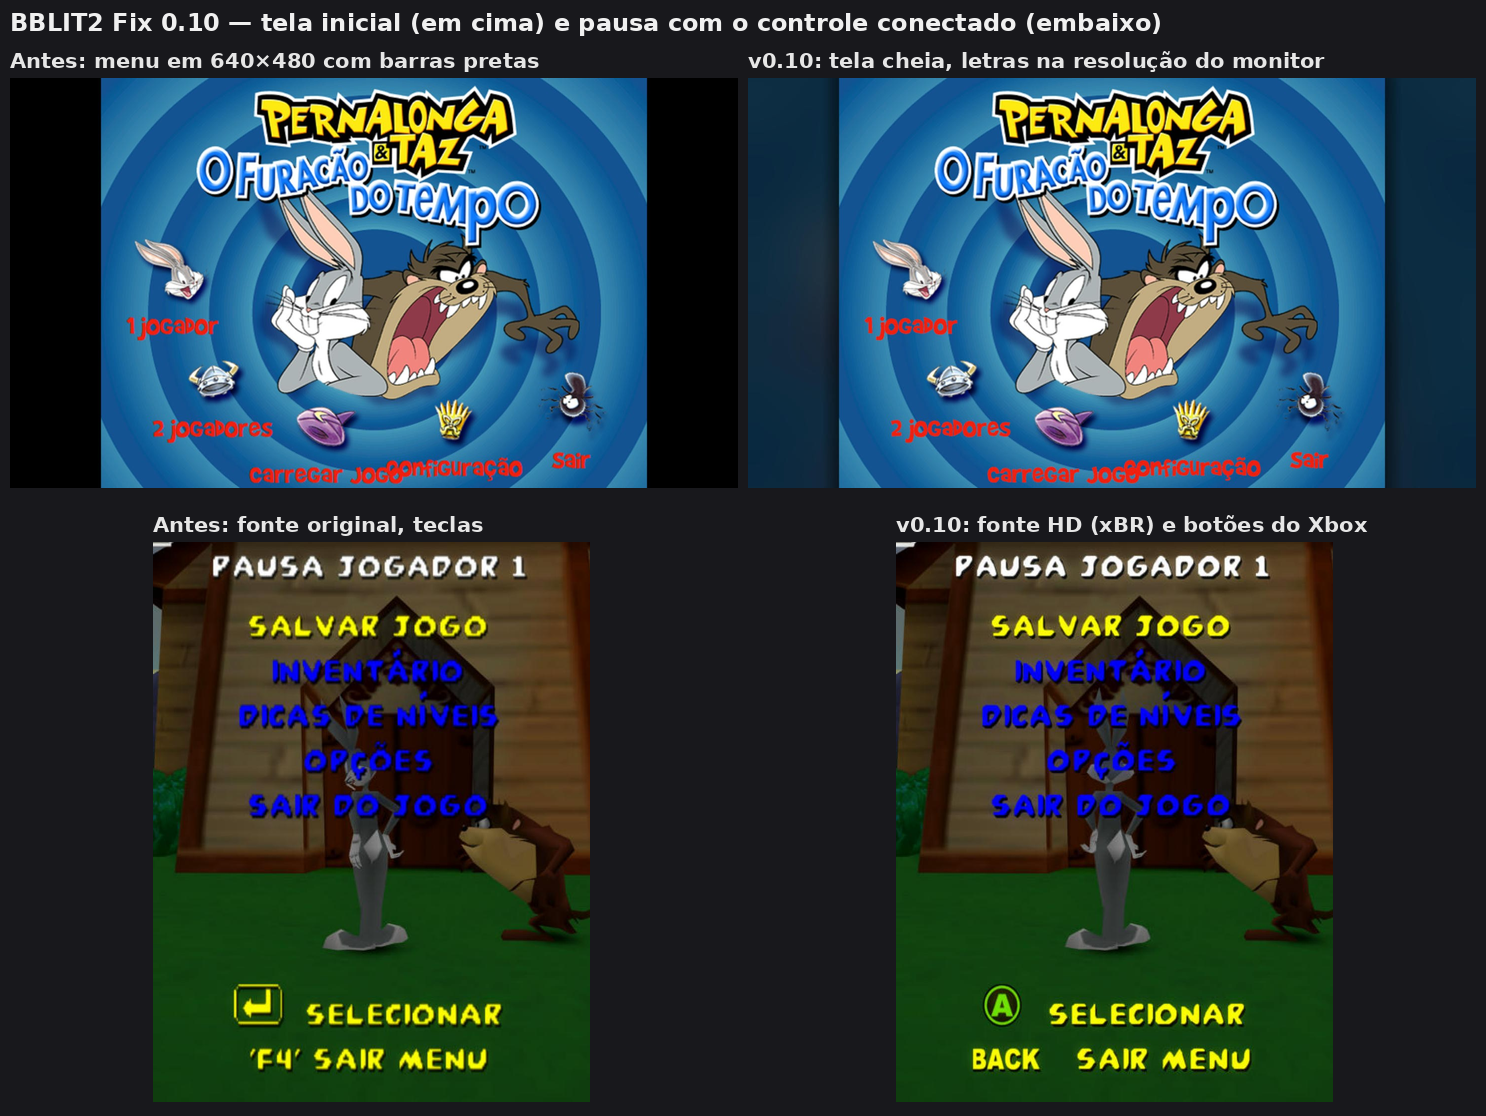 BBLIT2 Fix 0.10 — tela inicial (em cima) e pausa com o controle conectado (embaixo)
Antes: menu em 640×480 com barras pretas
PERNALONGA
& TAZ™
O FURACÃO
DO TEMPO™
1 jogador
2 jogadores
Carregar Jogo
Configuração
Sair
v0.10: tela cheia, letras na resolução do monitor
PERNALONGA
& TAZ™
O FURACÃO
DO TEMPO™
1 jogador
2 jogadores
Carregar Jogo
Configuração
Sair
Antes: fonte original, teclas
PAUSA JOGADOR 1
SALVAR JOGO
INVENTÁRIO
DICAS DE NÍVEIS
OPÇÕES
SAIR DO JOGO
SELECIONAR
'F4' SAIR MENU
v0.10: fonte HD (xBR) e botões do Xbox
PAUSA JOGADOR 1
SALVAR JOGO
INVENTÁRIO
DICAS DE NÍVEIS
OPÇÕES
SAIR DO JOGO
A SELECIONAR
BACK SAIR MENU